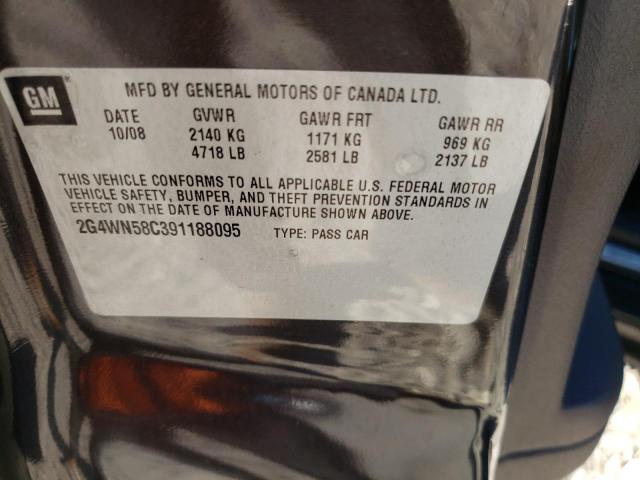 GM
MFD BY GENERAL MOTORS OF CANADA LTD.
DATE GVWR GAWR FRT GAWR RR
10/08 2140 KG 1171 KG 969 KG
4718 LB 2581 LB 2137 LB
THIS VEHICLE CONFORMS TO ALL APPLICABLE U.S. FEDERAL MOTOR
VEHICLE SAFETY, BUMPER, AND THEFT PREVENTION STANDARDS IN
EFFECT ON THE DATE OF MANUFACTURE SHOWN ABOVE.
2G4WN58C391188095 TYPE: PASS CAR